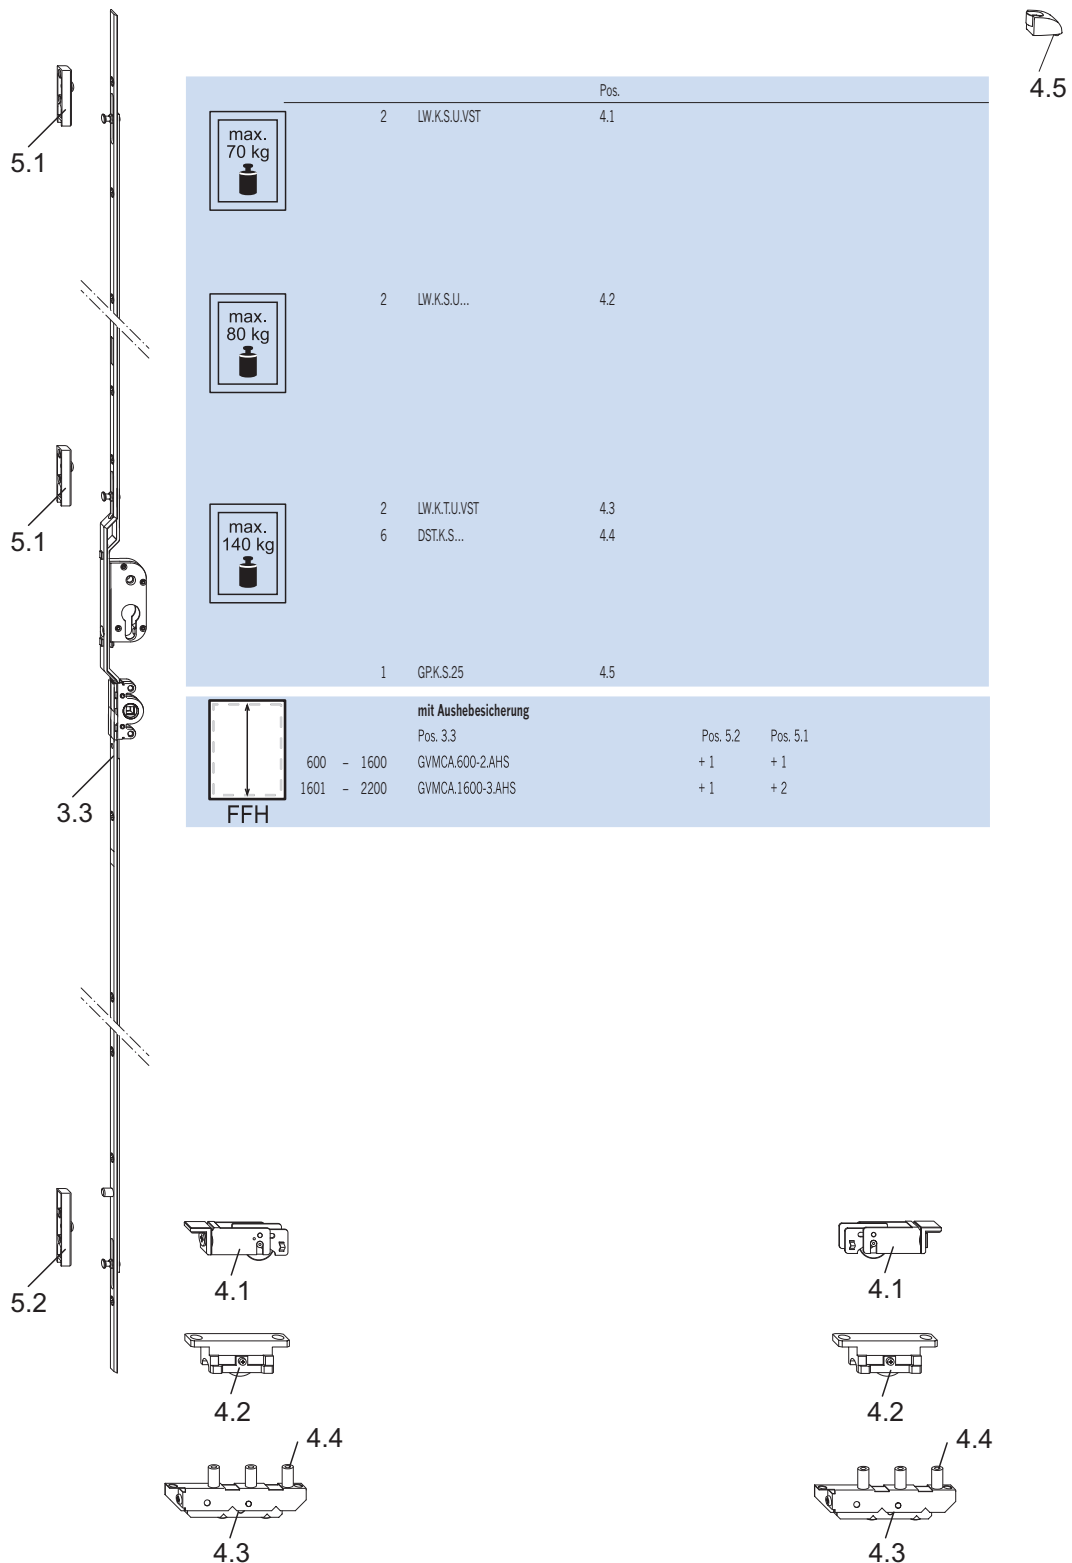 4.5
5.1
Pos.
max.
70 kg
2 LW.K.S.U.VST 4.1
max.
80 kg
2 LW.K.S.U... 4.2
5.1
max.
140 kg
2 LW.K.T.U.VST 4.3
6 DST.K.S... 4.4
1 GP.K.S.25 4.5
mit Aushebesicherung
Pos. 3.3 Pos. 5.2 Pos. 5.1
600 – 1600 GVMCA.600-2.AHS + 1 + 1
1601 – 2200 GVMCA.1600-3.AHS + 1 + 2
FFH
3.3
5.2
4.1 4.1
4.2 4.2
4.4 4.4
4.3 4.3